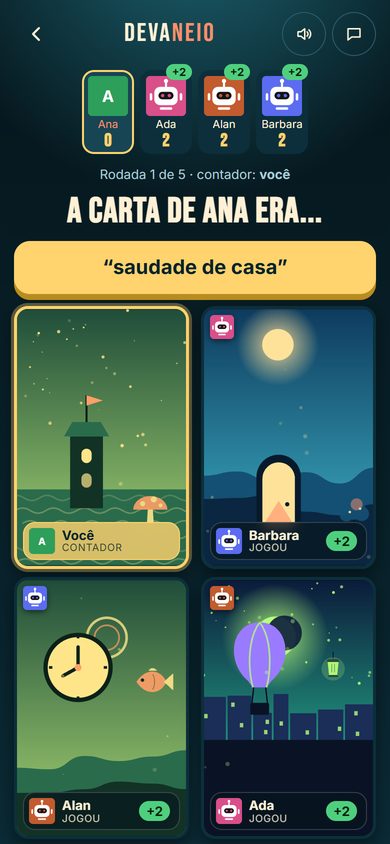 DEVANEIO
A
Ana
0
+2
Ada
2
+2
Alan
2
+2
Barbara
2
Rodada 1 de 5 · contador: você
A CARTA DE ANA ERA...
“saudade de casa”
A
Você
CONTADOR
Barbara
JOGOU
+2
Alan
JOGOU
+2
Ada
JOGOU
+2